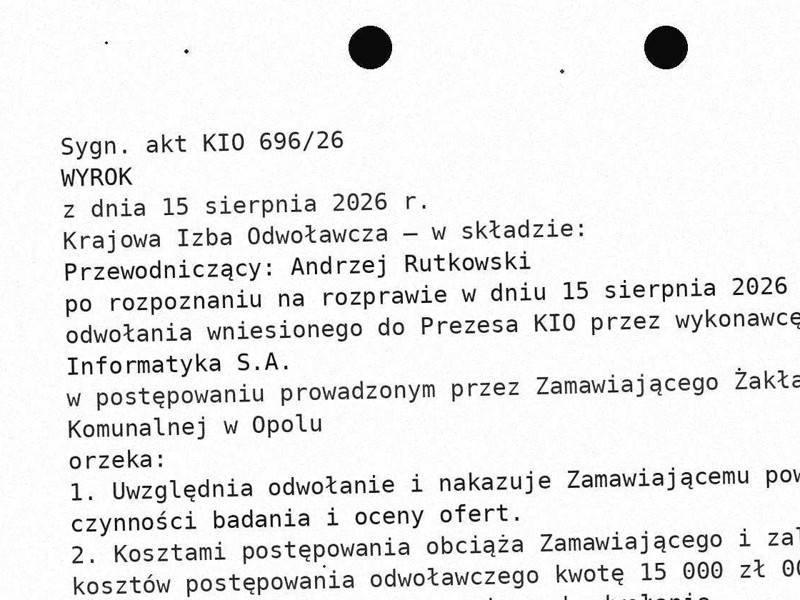 Sygn. akt KIO 696/26
WYROK
z dnia 15 sierpnia 2026 r.
Krajowa Izba Odwoławcza – w składzie:
Przewodniczący: Andrzej Rutkowski
po rozpoznaniu na rozprawie w dniu 15 sierpnia 2026
odwołania wniesionego do Prezesa KIO przez wykonawcę
Informatyka S.A.
w postępowaniu prowadzonym przez Zamawiającego
Komunalnej w Opolu
orzeka:
1. Uwzględnia odwołanie i nakazuje Zamawiającemu
czynności badania i oceny ofert.
2. Kosztami postępowania obciąża Zamawiającego i
kosztów postępowania odwoławczego kwotę 15 000 zł